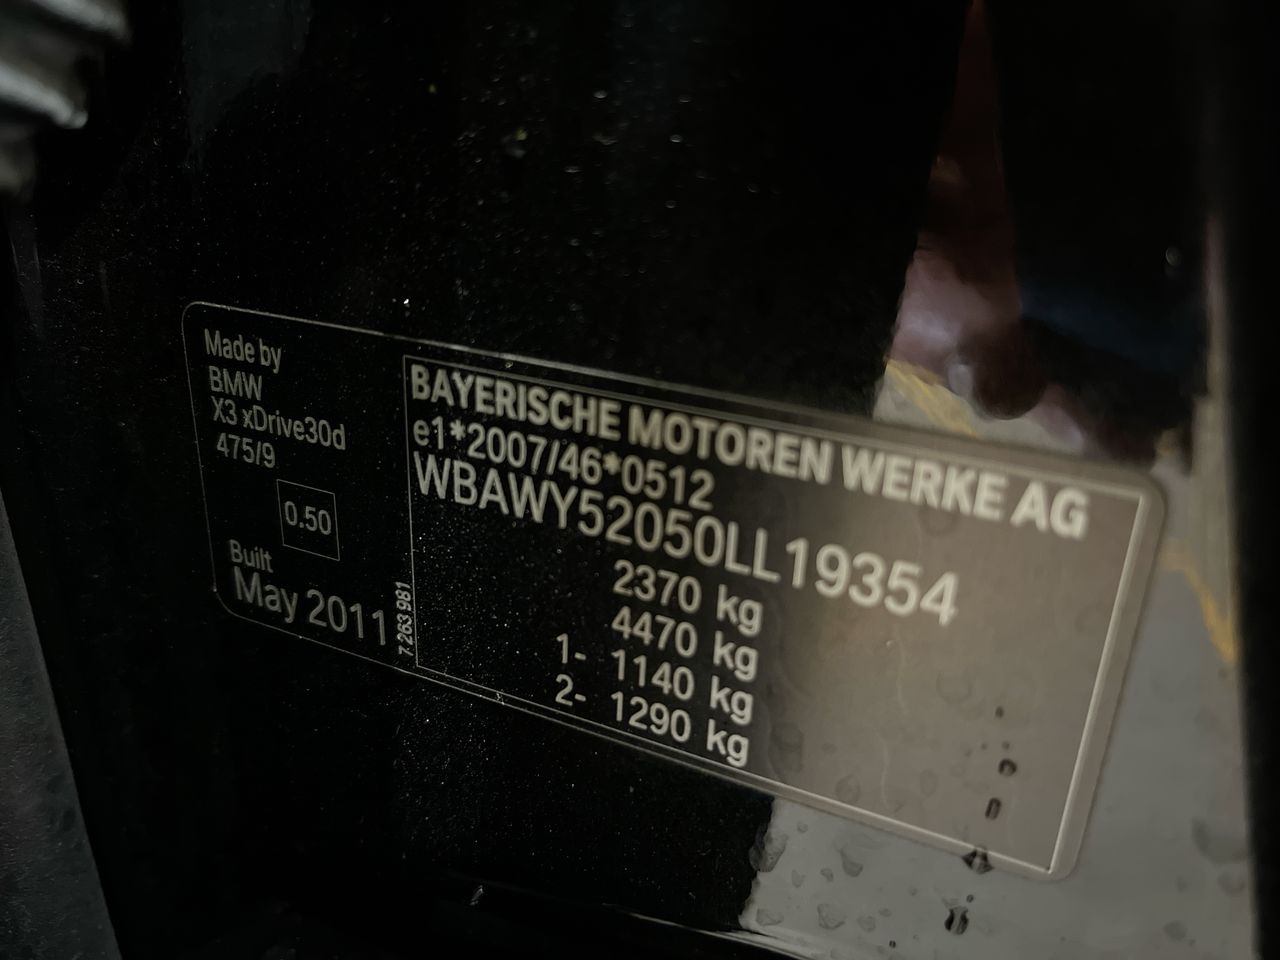 Made by
BMW
X3 xDrive30d
475/9
0.50
Built
May 2011
7 263 981
BAYERISCHE MOTOREN WERKE AG
e1*2007/46*0512
WBAWY52050LL19354
2370 kg
4470 kg
1- 1140 kg
2- 1290 kg